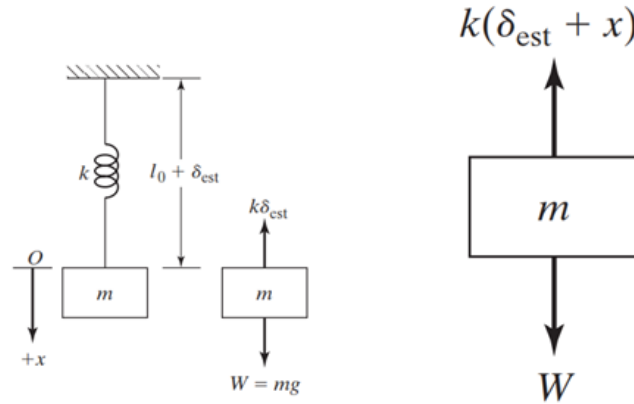 k(δest + x)
k
l0 + δest
kδest
O
m
m
m
+x
W = mg
W